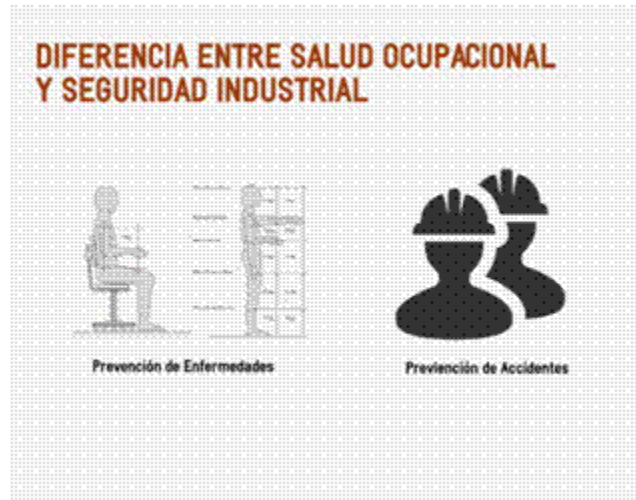 DIFERENCIA ENTRE SALUD OCUPACIONAL
Y SEGURIDAD INDUSTRIAL
Prevención de Enfermedades
Previención de Accidentes